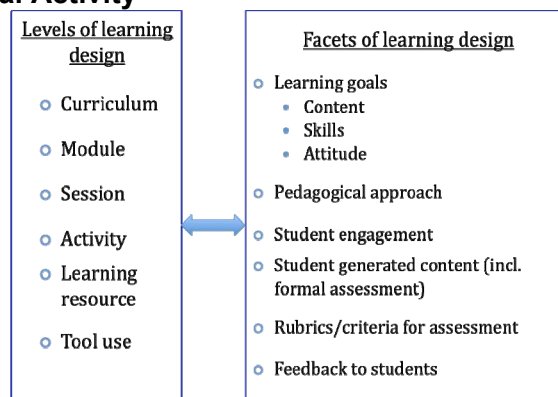 Activity
Levels of learning
design
Curriculum
Module
Session
Activity
Learning
resource
Tool use
Facets of learning design
Learning goals
Content
Skills
Attitude
Pedagogical approach
Student engagement
Student generated content (incl.
formal assessment)
Rubrics/criteria for assessment
Feedback to students